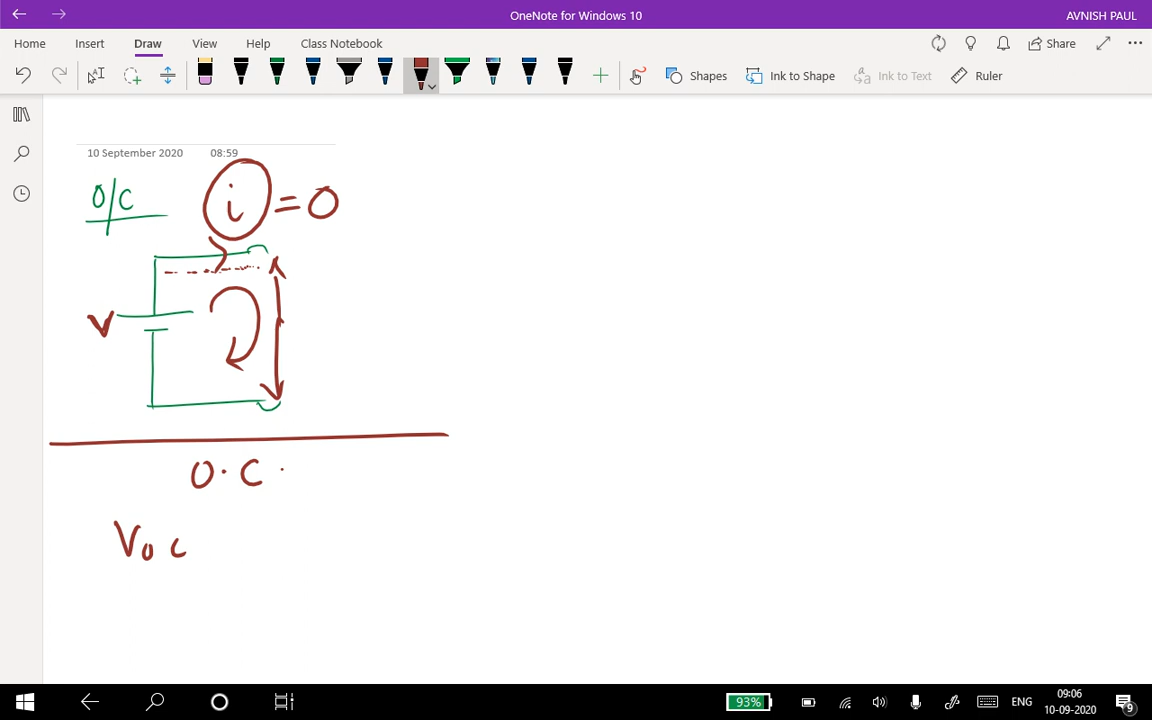 OneNote for Windows 10
AVNISH PAUL
Home Insert Draw View Help Class Notebook Share
Shapes Ink to Shape Ink to Text Ruler
10 September 2020 08:59
O/C
i = 0
V
O.C.
Voc
93% ENG 09:06
10-09-2020
9